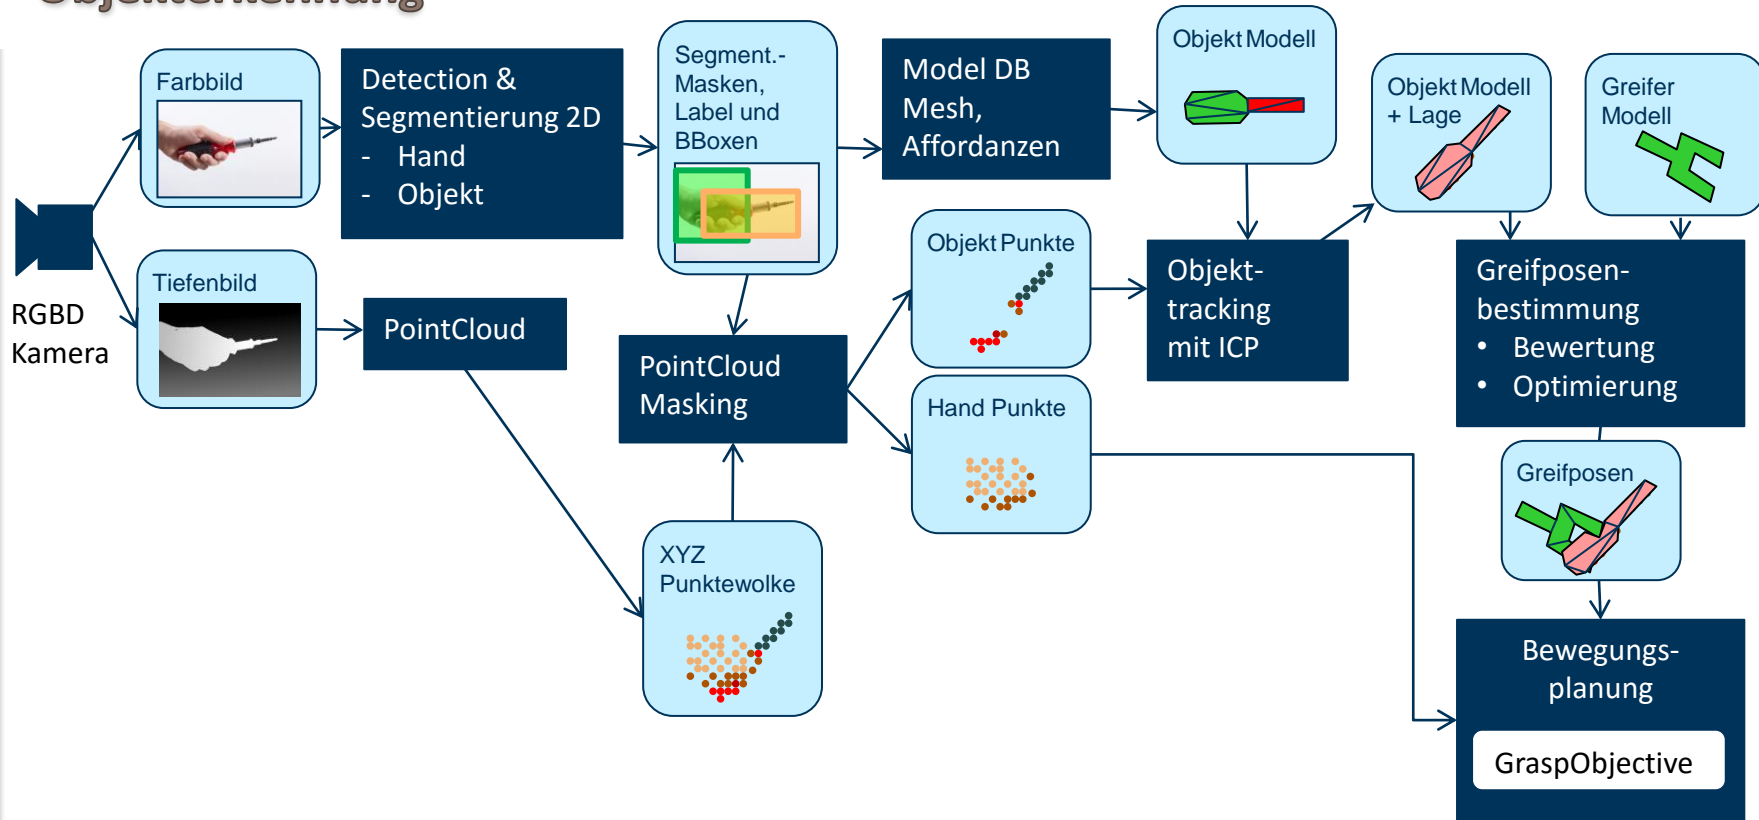 Objekterkennung
Farbbild
Detection &
Segmentierung 2D
- Hand
- Objekt
Segment.-
Masken,
Label und
BBoxen
Model DB
Mesh,
Affordanzen
Objekt Modell
Objekt Modell
+ Lage
Greifer
Modell
RGBD
Kamera
Tiefenbild
PointCloud
PointCloud
Masking
Objekt Punkte
Hand Punkte
Objekt-
tracking
mit ICP
Greifposen-
bestimmung
• Bewertung
• Optimierung
Greifposen
XYZ
Punktewolke
Bewegungs-
planung
GraspObjective